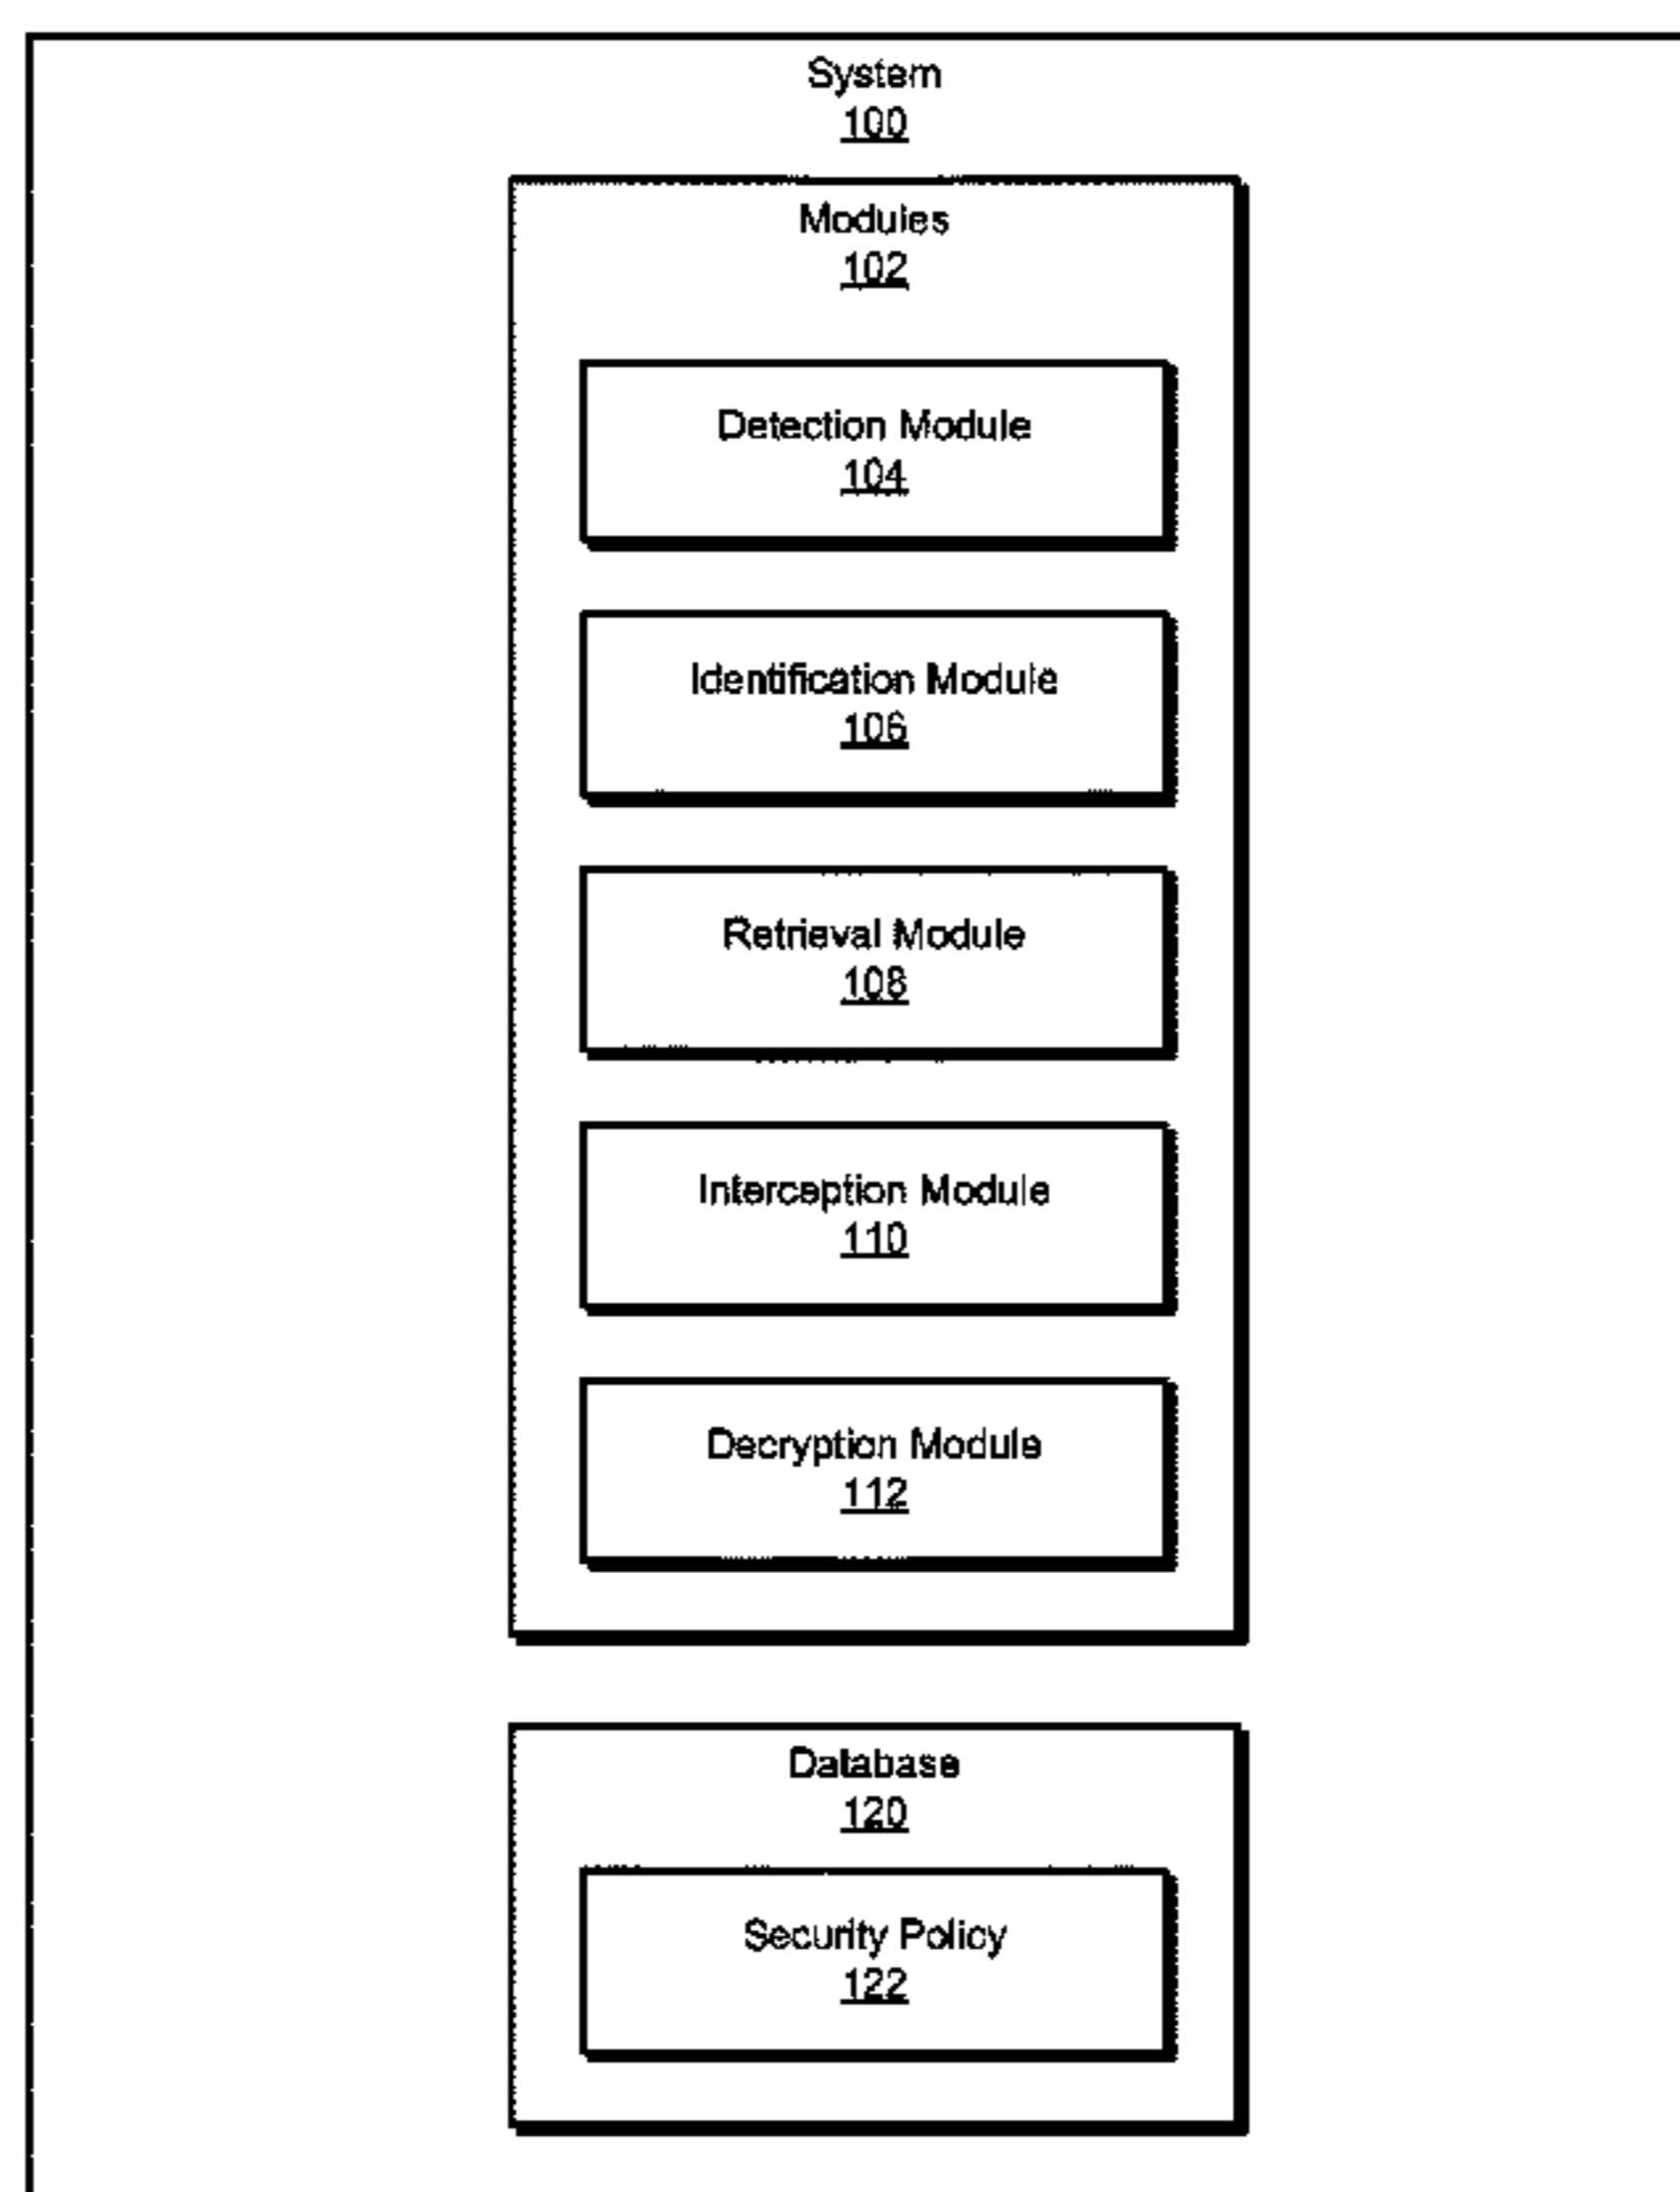 System
100
Modules
102
Detection Module
104
Identification Module
106
Retrieval Module
108
Interception Module
110
Decryption Module
112
Database
120
Security Policy
122